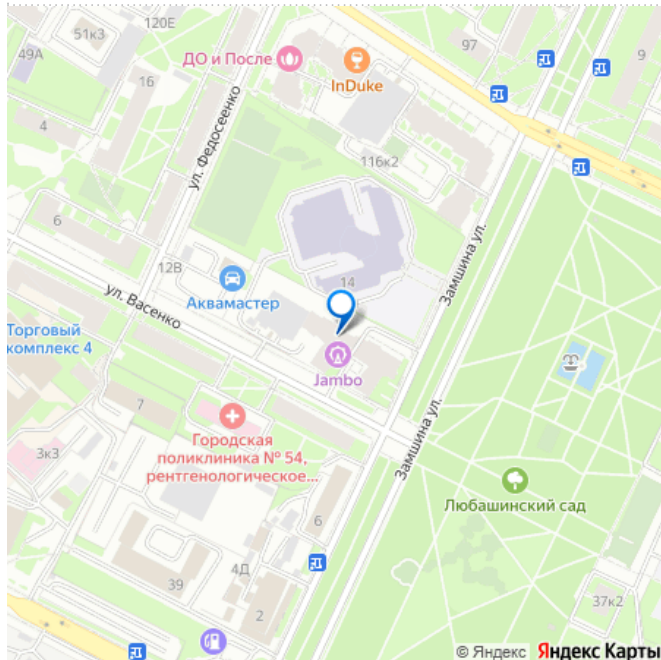 120Е
51к3
49А
16
4
ДО и После
InDuke
97
9
ул. Федосеенко
116к2
6
12В
14
Замшина ул.
ул. Васенко
Аквамастер
Торговый
комплекс 4
Jambo
7
Городская
поликлиника № 54,
рентгенологическое...
3к3
Замшина ул.
Любашинский сад
6
4Д
39
2
37к2
© Яндекс Яндекс Карты